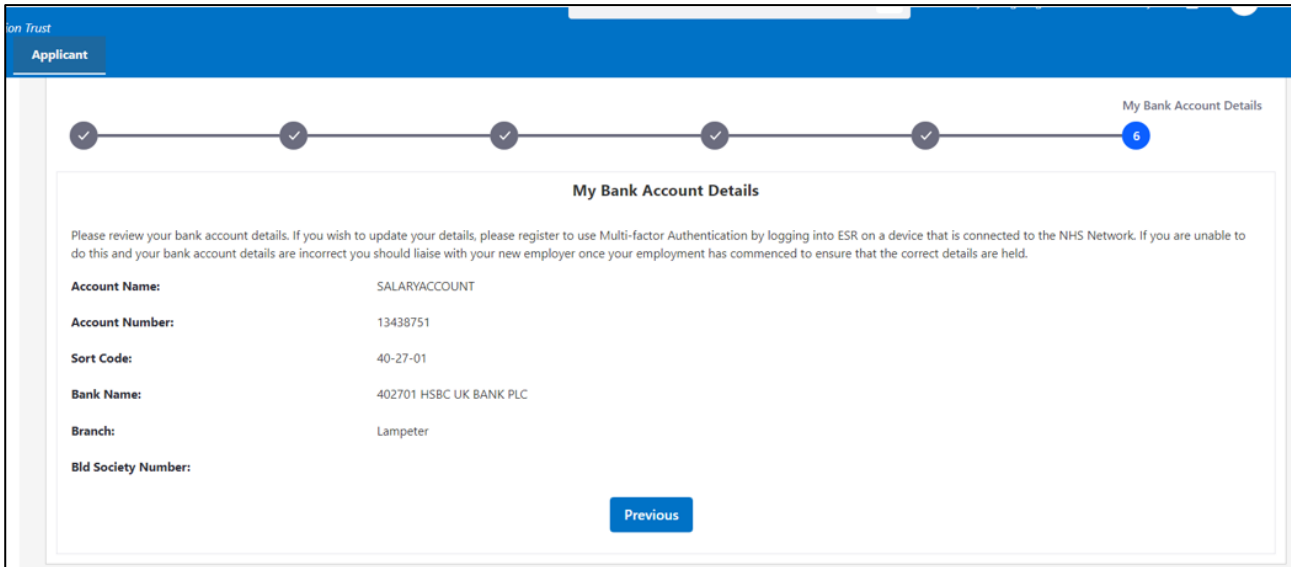 ion Trust
Applicant
My Bank Account Details
6
My Bank Account Details
Please review your bank account details. If you wish to update your details, please register to use Multi-factor Authentication by logging into ESR on a device that is connected to the NHS Network. If you are unable to
do this and your bank account details are incorrect you should liaise with your new employer once your employment has commenced to ensure that the correct details are held.
Account Name: SALARYACCOUNT
Account Number: 13438751
Sort Code: 40-27-01
Bank Name: 402701 HSBC UK BANK PLC
Branch: Lampeter
Bld Society Number:
Previous